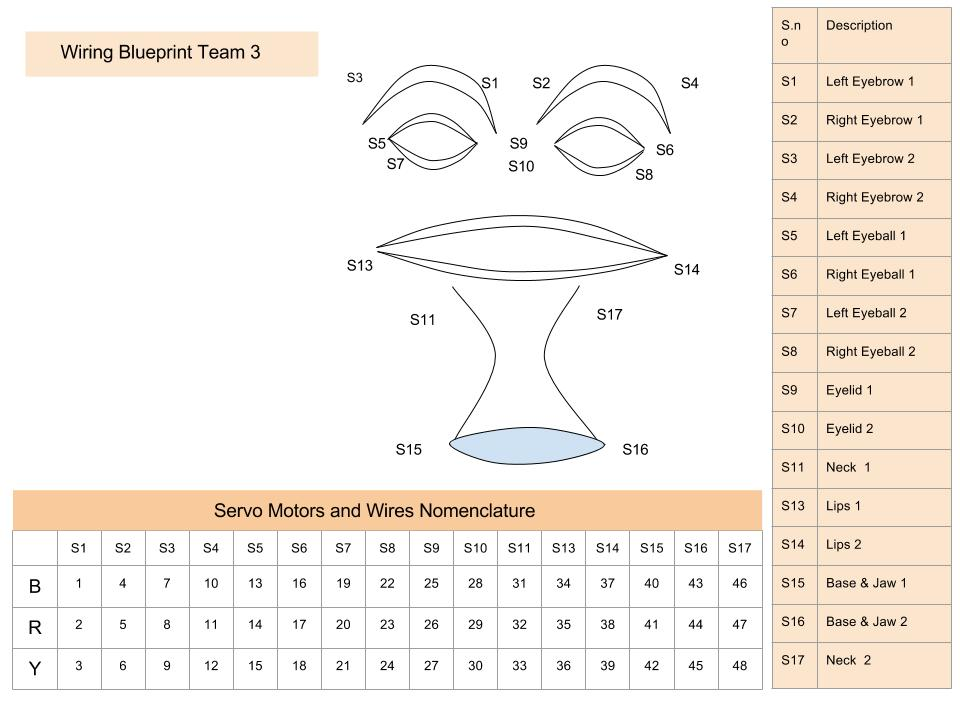 Wiring Blueprint Team 3
S3
S1
S2
S4
S5
S9
S6
S7
S10
S8
S13
S14
S11
S17
S15
S16
Servo Motors and Wires Nomenclature
S1 S2 S3 S4 S5 S6 S7 S8 S9 S10 S11 S13 S14 S15 S16 S17
B 1 4 7 10 13 16 19 22 25 28 31 34 37 40 43 46
R 2 5 8 11 14 17 20 23 26 29 32 35 38 41 44 47
Y 3 6 9 12 15 18 21 24 27 30 33 36 39 42 45 48
S.n
o
Description
S1 Left Eyebrow 1
S2 Right Eyebrow 1
S3 Left Eyebrow 2
S4 Right Eyebrow 2
S5 Left Eyeball 1
S6 Right Eyeball 1
S7 Left Eyeball 2
S8 Right Eyeball 2
S9 Eyelid 1
S10 Eyelid 2
S11 Neck 1
S13 Lips 1
S14 Lips 2
S15 Base & Jaw 1
S16 Base & Jaw 2
S17 Neck 2